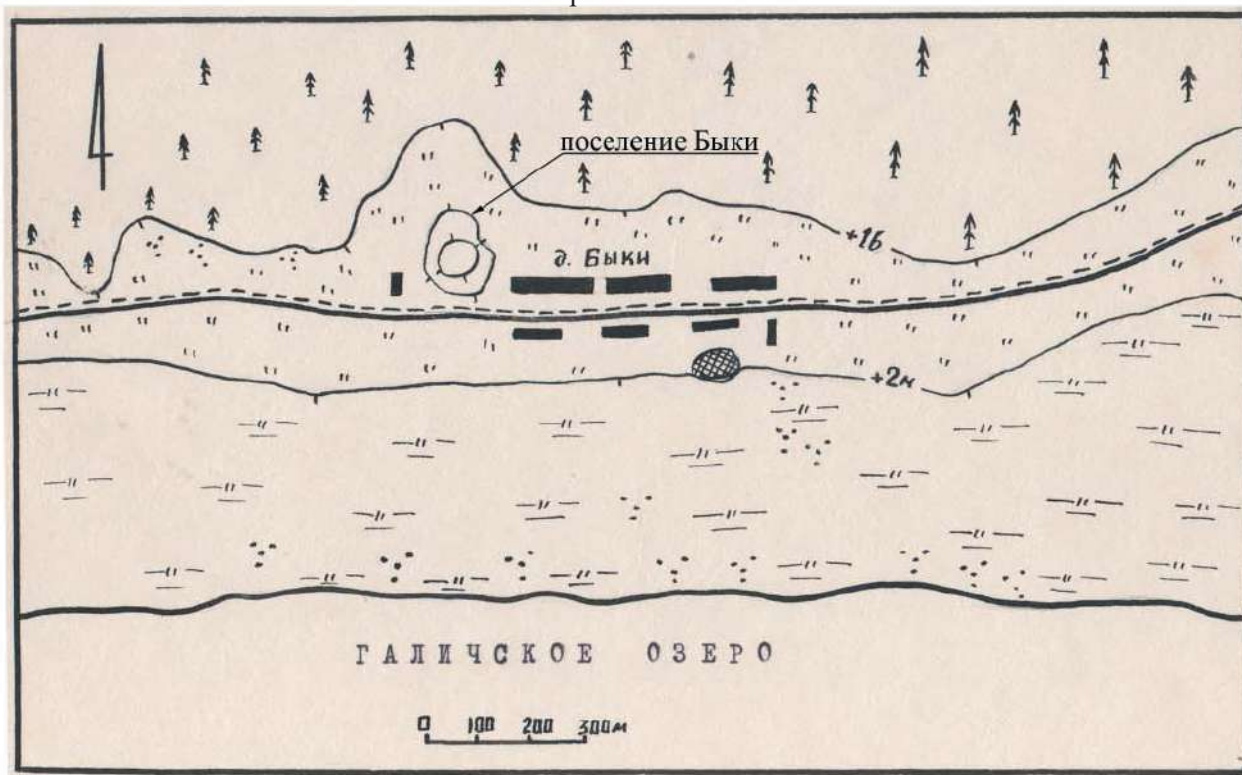 поселение Быки
+16
д. Быки
+2м
ГАЛИЧСКОЕ ОЗЕРО
0 100 200 300м